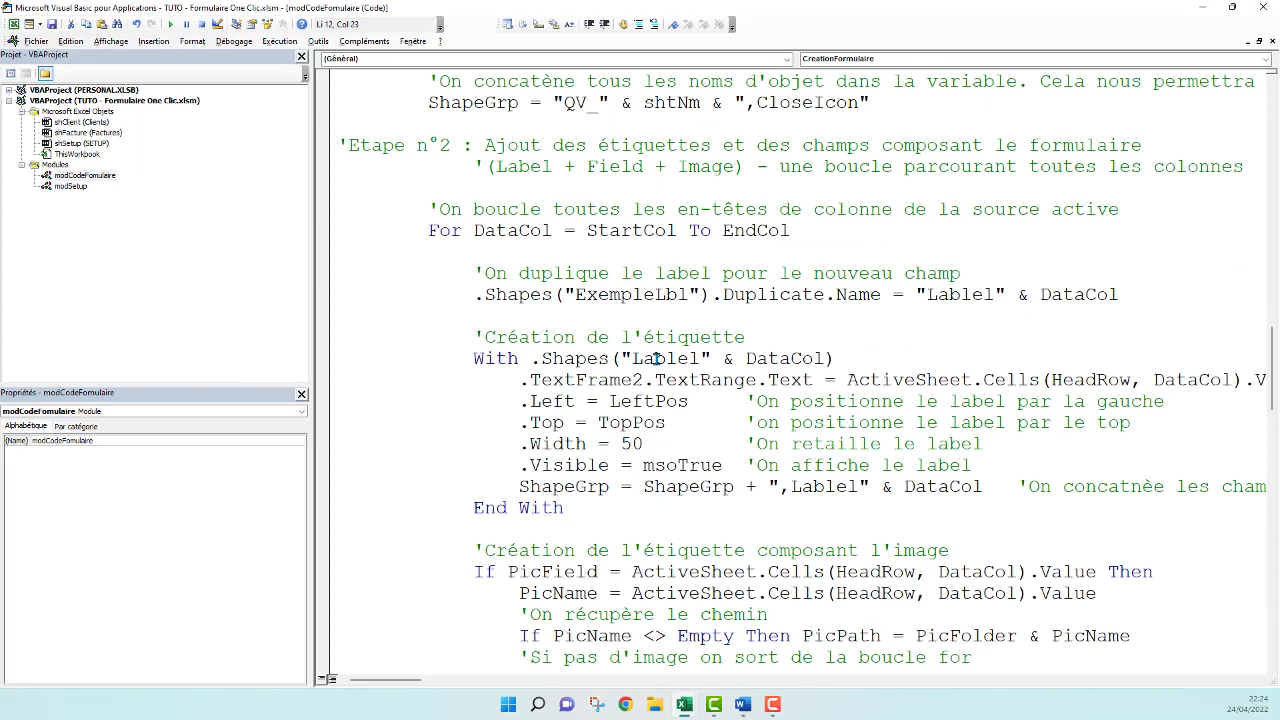 Microsoft Visual Basic pour Applications - TUTO - Formulaire One Clic.xlsm - [modCodeFomulaire (Code)]
Li 12, Col 23
Fichier Edition Affichage Insertion Format Débogage Exécution Outils Compléments Fenêtre ?
Projet - VBAProject
(Général)
CreationFormulaire
VBAProject (PERSONAL.XLSB)
VBAProject (TUTO - Formulaire One Clic.xlsm)
Microsoft Excel Objets
shClient (Clients)
shFacture (Factures)
shSetup (SETUP)
ThisWorkbook
Modules
modCodeFomulaire
modSetup
Propriétés - modCodeFomulaire
modCodeFomulaire Module
Alphabétique Par catégorie
(Name) modCodeFomulaire
'On concatène tous les noms d'objet dans la variable. Cela nous permettra
ShapeGrp = "QV_" & shtNm & ",CloseIcon"
'Etape n°2 : Ajout des étiquettes et des champs composant le formulaire
'(Label + Field + Image) - une boucle parcourant toutes les colonnes
'On boucle toutes les en-têtes de colonne de la source active
For DataCol = StartCol To EndCol
'On duplique le label pour le nouveau champ
.Shapes("ExempleLbl").Duplicate.Name = "Lablel" & DataCol
'Création de l'étiquette
With .Shapes("Lablel" & DataCol)
.TextFrame2.TextRange.Text = ActiveSheet.Cells(HeadRow, DataCol).V
.Left = LeftPos 'On positionne le label par la gauche
.Top = TopPos 'on positionne le label par le top
.Width = 50 'On retaille le label
.Visible = msoTrue 'On affiche le label
ShapeGrp = ShapeGrp + ",Lablel" & DataCol 'On concatnèe les cham
End With
'Création de l'étiquette composant l'image
If PicField = ActiveSheet.Cells(HeadRow, DataCol).Value Then
PicName = ActiveSheet.Cells(HeadRow, DataCol).Value
'On récupère le chemin
If PicName <> Empty Then PicPath = PicFolder & PicName
'Si pas d'image on sort de la boucle for
22:24
24/04/2022